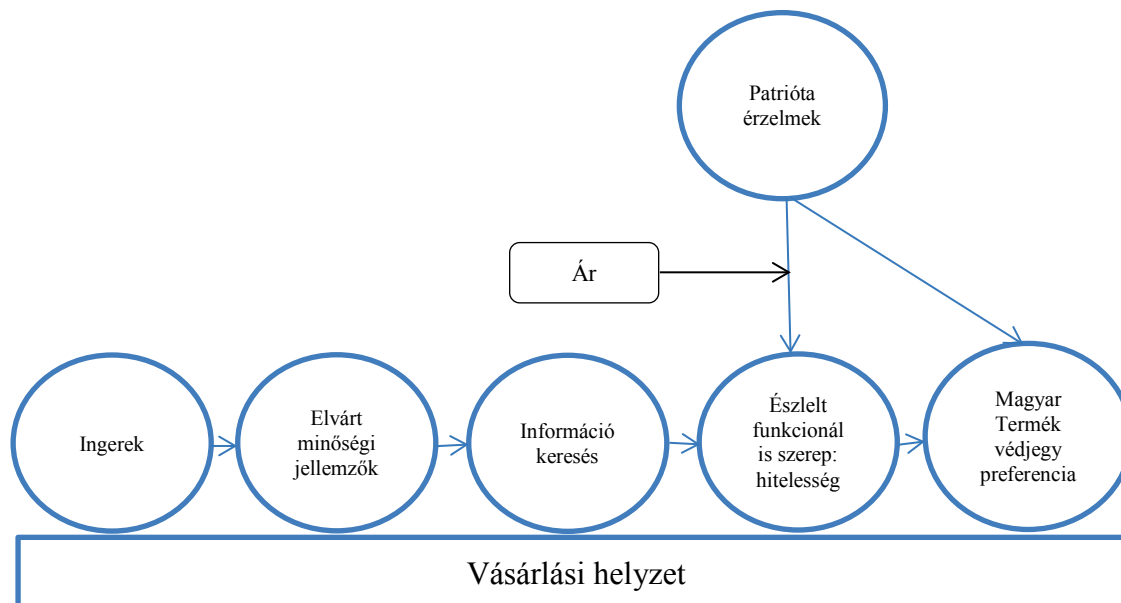 Patrióta
érzelmek
Ár
Ingerek
Elvárt
minőségi
jellemzők
Információ
keresés
Észlelt
funkcionál
is szerep:
hitelesség
Magyar
Termék
védjegy
preferencia
Vásárlási helyzet